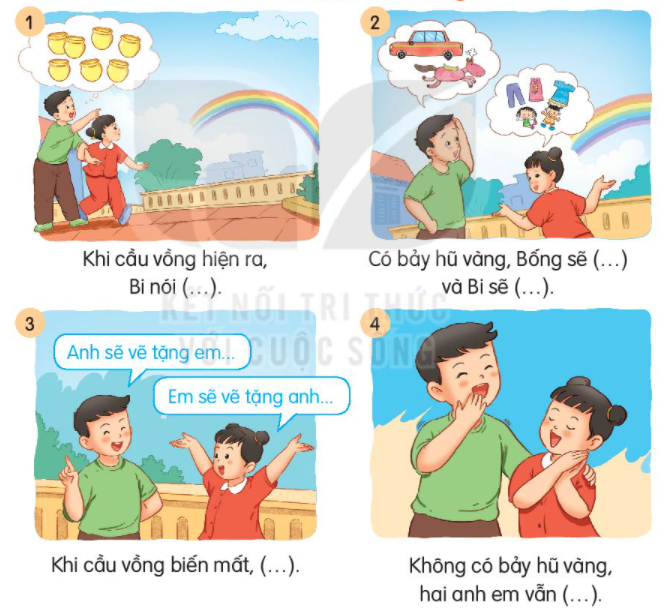 1
2
Khi cầu vồng hiện ra,
Bi nói (...).
Có bảy hũ vàng, Bống sẽ (...)
và Bi sẽ (...).
KẾT NỐI TRI THỨC
VỚI CUỘC SỐNG
3
Anh sẽ vẽ tặng em...
Em sẽ vẽ tặng anh...
4
Khi cầu vồng biến mất, (...).
Không có bảy hũ vàng,
hai anh em vẫn (...).